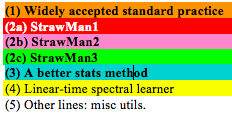 (1) Widely accepted standard practice
(2a) StrawMan1
(2b) StrawMan2
(2c) StrawMan3
(3) A better stats method
(4) Linear-time spectral learner
(5) Other lines: misc utils.